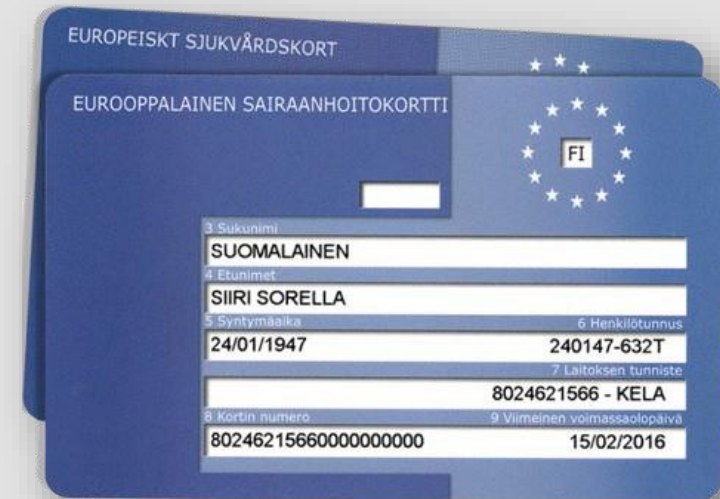 EUROPEISKT SJUKVÅRDSKORT
EUROOPPALAINEN SAIRAANHOITOKORTTI
FI
3 Sukunimi
SUOMALAINEN
4 Etunimet
SIIRI SORELLA
5 Syntymäaika 6 Henkilötunnus
24/01/1947 240147-632T
7 Laitoksen tunniste
8024621566 - KELA
8 Kortin numero 9 Viimeinen voimassaolopäivä
80246215660000000000 15/02/2016